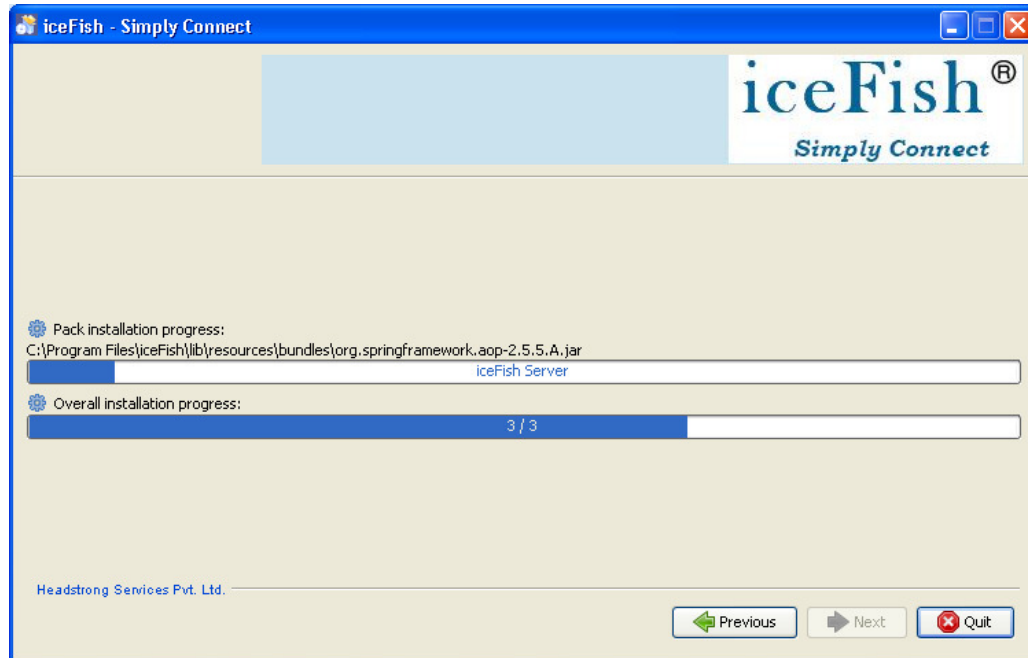 iceFish - Simply Connect
iceFish®
Simply Connect
Pack installation progress:
C:\Program Files\iceFish\lib\resources\bundles\org.springframework.aop-2.5.5.A.jar
iceFish Server
Overall installation progress:
3 / 3
Headstrong Services Pvt. Ltd.
Previous Next Quit